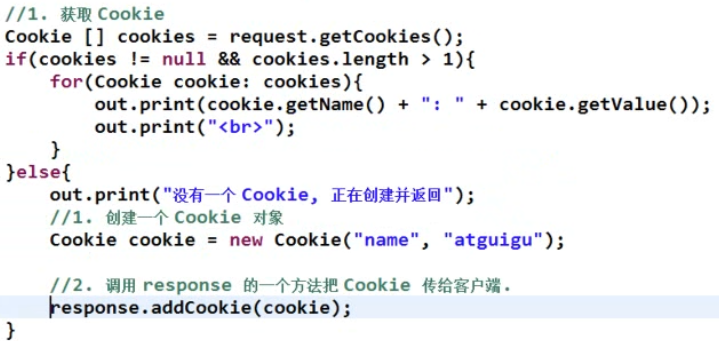 //1. 获取 Cookie
Cookie [] cookies = request.getCookies();
if(cookies != null && cookies.length > 1){
    for(Cookie cookie: cookies){
        out.print(cookie.getName() + ": " + cookie.getValue());
        out.print("<br>");
    }
}else{
    out.print("没有一个 Cookie, 正在创建并返回");
    //1. 创建一个 Cookie 对象
    Cookie cookie = new Cookie("name", "atguigu");

    //2. 调用 response 的一个方法把 Cookie 传给客户端.
    response.addCookie(cookie);
}